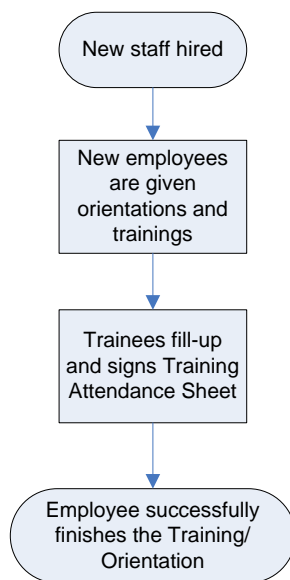 New staff hired
New employees
are given
orientations and
trainings
Trainees fill-up
and signs Training
Attendance Sheet
Employee successfully
finishes the Training/
Orientation